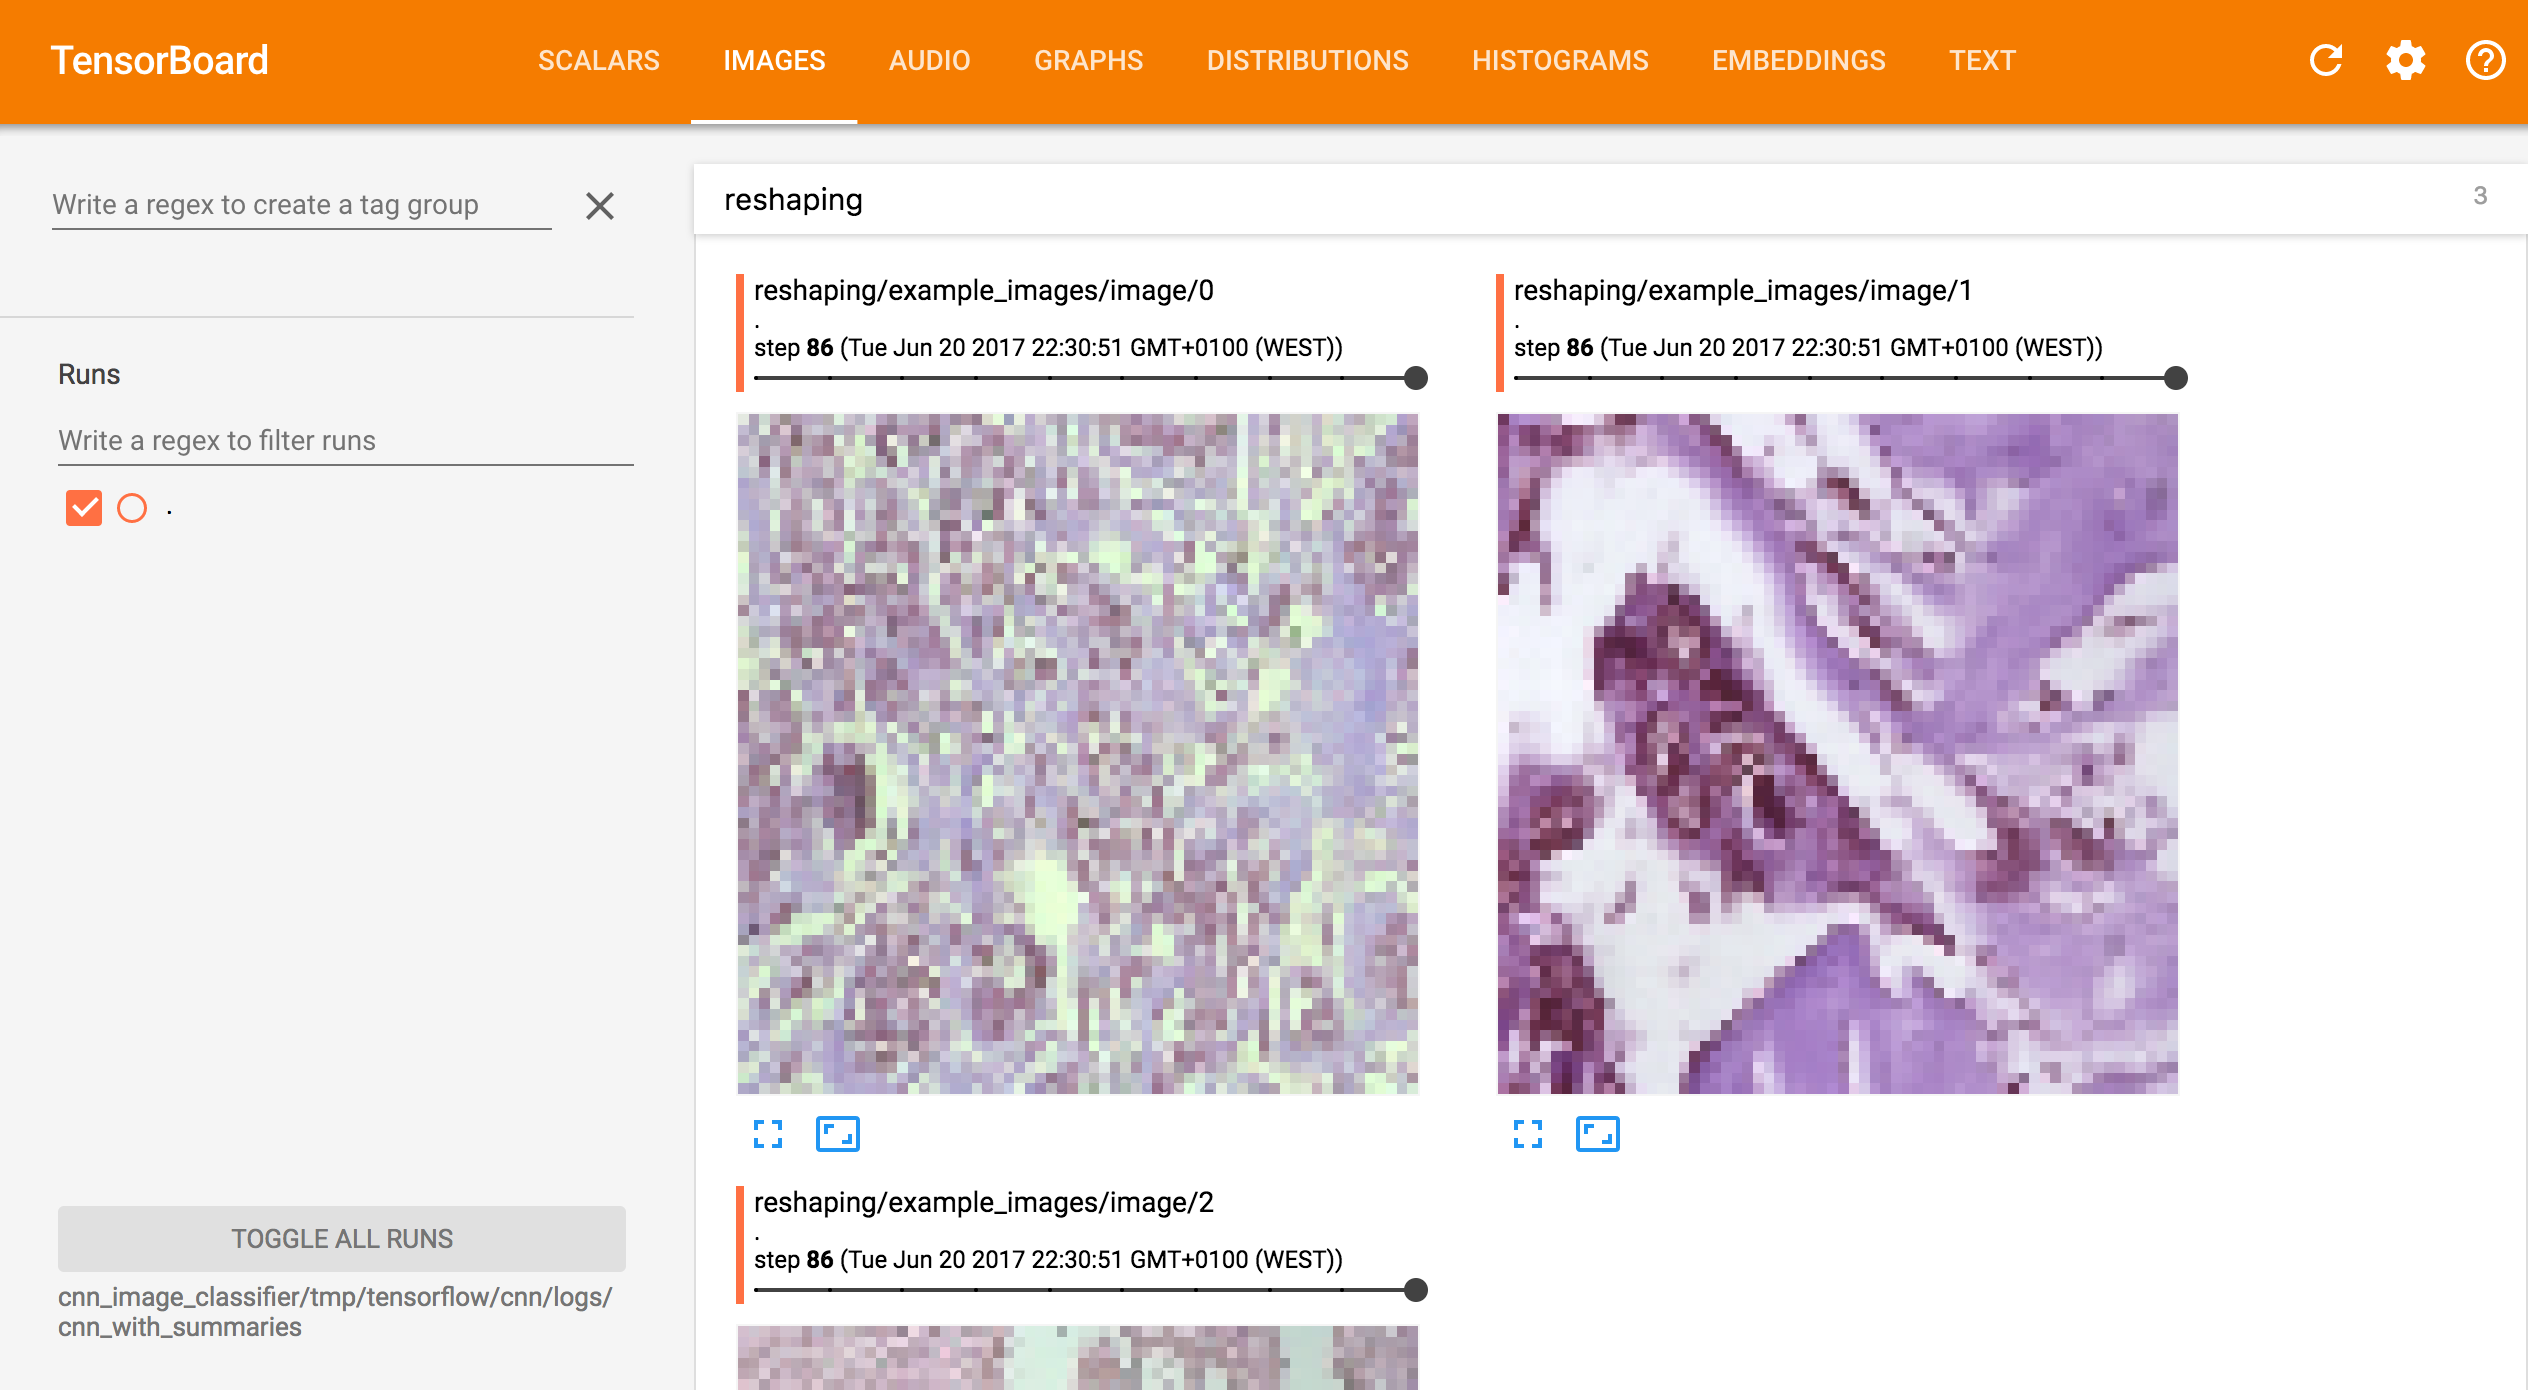 TensorBoard
SCALARS IMAGES AUDIO GRAPHS DISTRIBUTIONS HISTOGRAMS EMBEDDINGS TEXT
Write a regex to create a tag group
Runs
Write a regex to filter runs
.
TOGGLE ALL RUNS
cnn_image_classifier/tmp/tensorflow/cnn/logs/
cnn_with_summaries
reshaping 3
reshaping/example_images/image/0
.
step 86 (Tue Jun 20 2017 22:30:51 GMT+0100 (WEST))
reshaping/example_images/image/1
.
step 86 (Tue Jun 20 2017 22:30:51 GMT+0100 (WEST))
reshaping/example_images/image/2
.
step 86 (Tue Jun 20 2017 22:30:51 GMT+0100 (WEST))